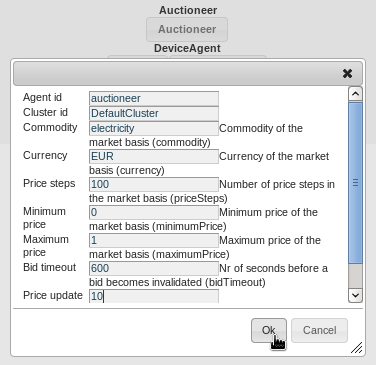 Auctioneer
Auctioneer
DeviceAgent
Agent id auctioneer
Cluster id DefaultCluster
Commodity electricity Commodity of the
market basis (commodity)
Currency EUR Currency of the market
basis (currency)
Price steps 100 Number of price steps in
the market basis (priceSteps)
Minimum price 0 Minimum price of the
market basis (minimumPrice)
Maximum price 1 Maximum price of the
market basis (maximumPrice)
Bid timeout 600 Nr of seconds before a
bid becomes invalidated (bidTimeout)
Price update 10
Ok Cancel